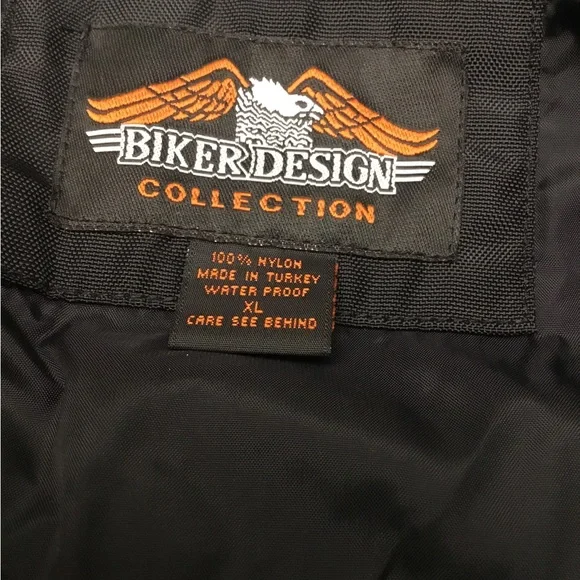 BIKER DESIGN
COLLECTION
100% NYLON
MADE IN TURKEY
WATER PROOF
XL
CARE SEE BEHIND